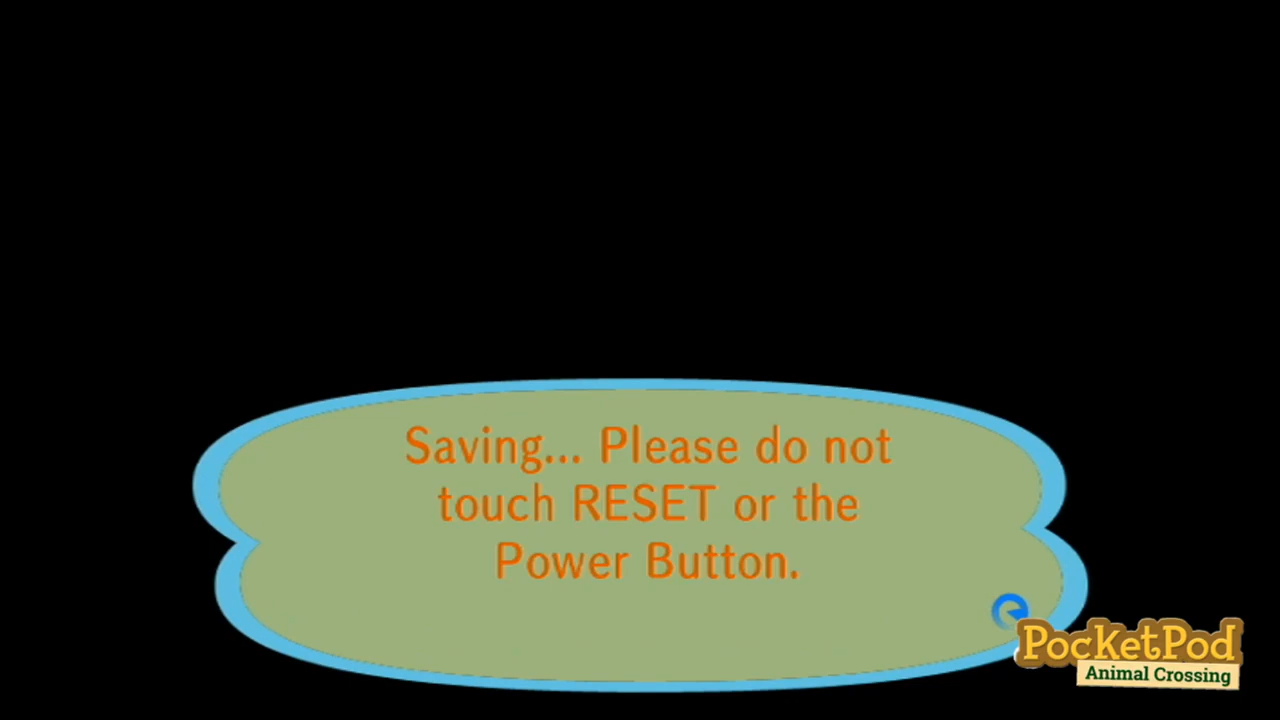 Saving... Please do not
touch RESET or the
Power Button.
PocketPod
Animal Crossing